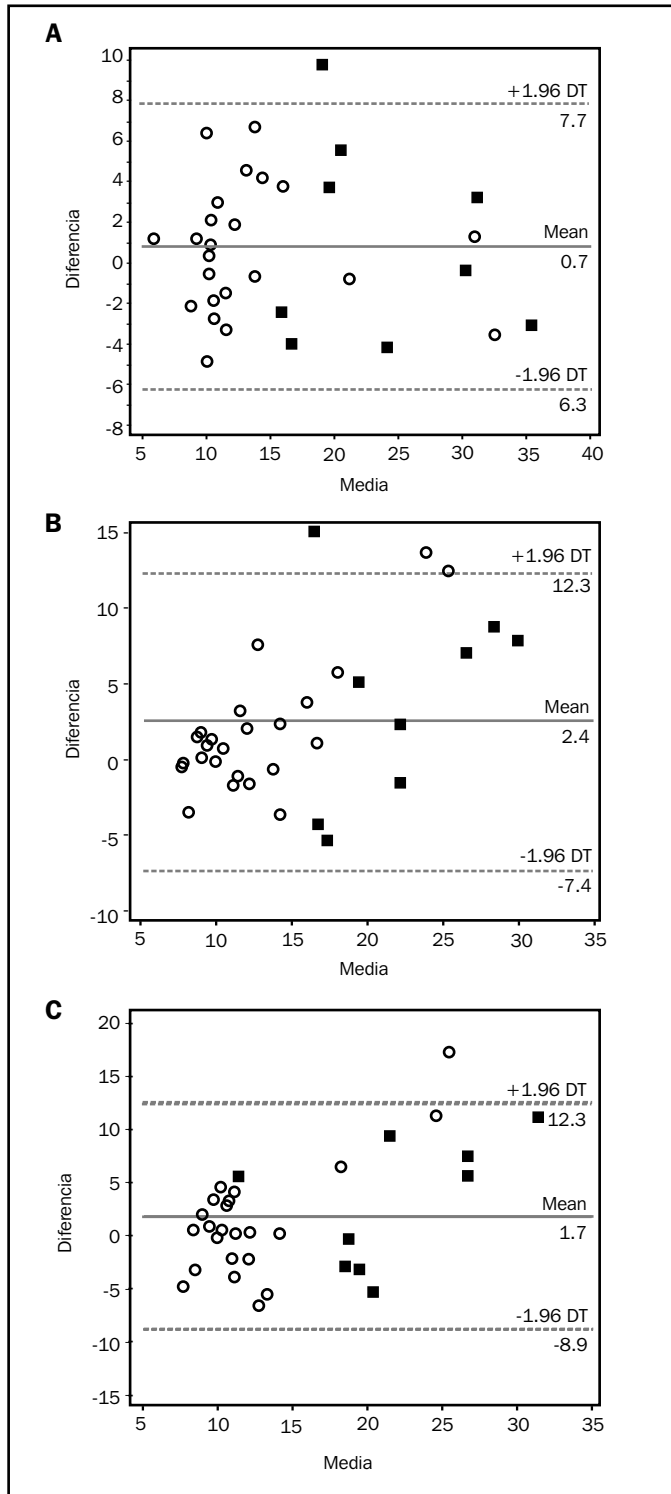 A
10
8
6
4
2
0
-2
-4
-6
-8
Diferencia
+1.96 DT
7.7
Mean
0.7
-1.96 DT
6.3
5 10 15 20 25 30 35 40
Media
B
15
10
5
0
-5
-10
Diferencia
+1.96 DT
12.3
Mean
2.4
-1.96 DT
-7.4
5 10 15 20 25 30 35
Media
C
20
15
10
5
0
-5
-10
-15
Diferencia
+1.96 DT
12.3
Mean
1.7
-1.96 DT
-8.9
5 10 15 20 25 30 35
Media